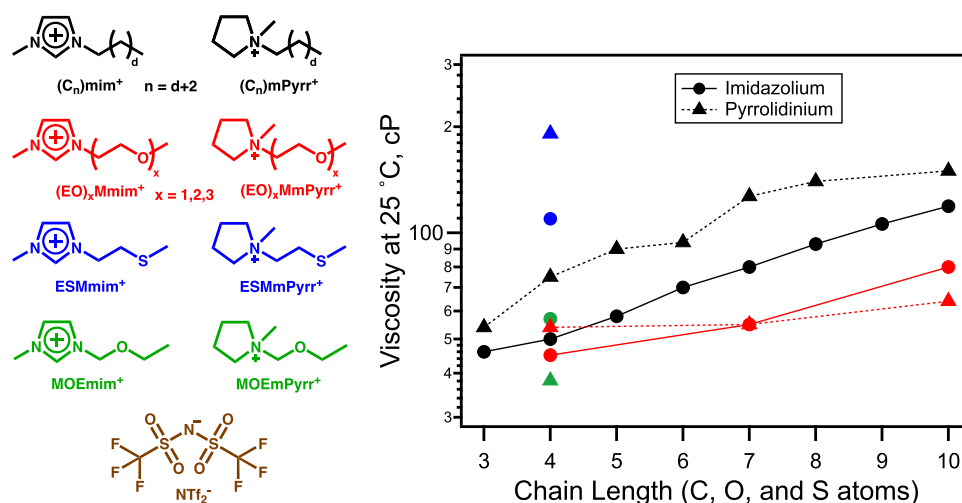 N
⊕
N
( )d
(Cn)mim+
n = d+2
N
+
( )d
(Cn)mPyrr+
N
⊕
N
( O )x
(EO)xMmim+
x = 1,2,3
N
+
( O )x
(EO)xMmPyrr+
N
⊕
N
S
ESMmim+
N
+
S
ESMmPyrr+
N
⊕
N
O
MOEmim+
N
+
O
MOEmPyrr+
O N- O
F S S F
F O O F
F F
NTf2-
Viscosity at 25 °C, cP
3
2
100
9
8
7
6
5
4
3
Imidazolium
Pyrrolidinium
3 4 5 6 7 8 9 10
Chain Length (C, O, and S atoms)